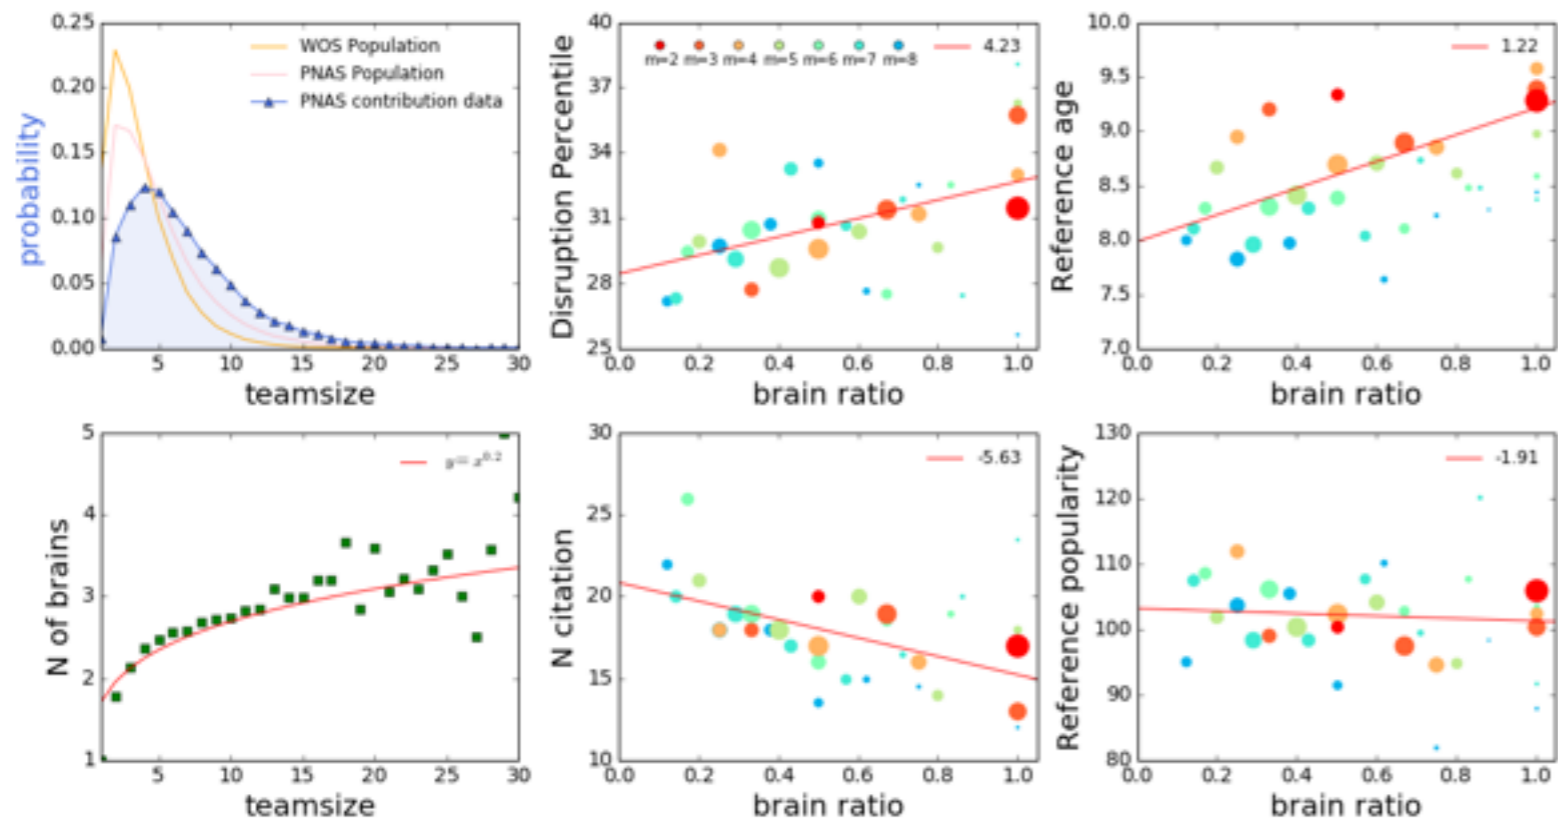 0.25
0.20
0.15
0.10
0.05
0.00
probability
WOS Population
PNAS Population
PNAS contribution data
5 10 15 20 25 30
teamsize
40
37
34
31
28
25
Disruption Percentile
m=2 m=3 m=4 m=5 m=6 m=7 m=8
4.23
0.0 0.2 0.4 0.6 0.8 1.0
brain ratio
10.0
9.5
9.0
8.5
8.0
7.5
7.0
Reference age
1.22
0.0 0.2 0.4 0.6 0.8 1.0
brain ratio
5
4
3
2
1
N of brains
y = x^0.2
5 10 15 20 25 30
teamsize
30
25
20
15
10
N citation
-5.63
0.0 0.2 0.4 0.6 0.8 1.0
brain ratio
130
120
110
100
90
80
Reference popularity
-1.91
0.0 0.2 0.4 0.6 0.8 1.0
brain ratio